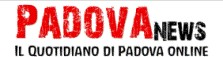 PADOVANEWS
IL QUOTIDIANO DI PADOVA ONLINE